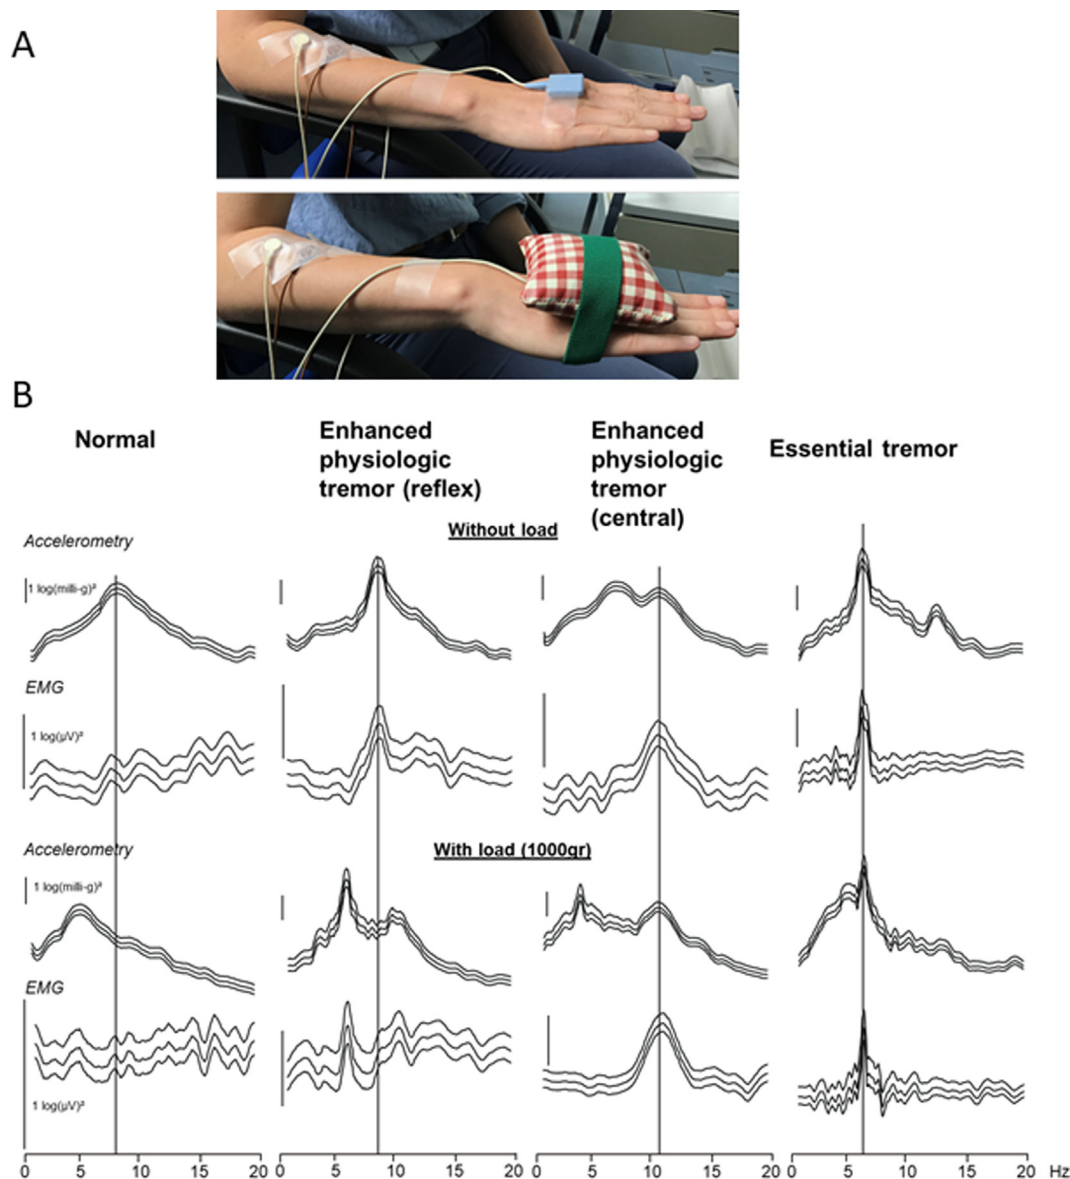 A
B
Normal
Enhanced
physiologic
tremor (reflex)
Enhanced
physiologic
tremor
(central)
Essential tremor
Without load
Accelerometry
1 log(milli-g)²
EMG
1 log(µV)²
With load (1000gr)
Accelerometry
1 log(milli-g)²
EMG
1 log(µV)²
0 5 10 15 20 0 5 10 15 20 0 5 10 15 20 0 5 10 15 20 Hz